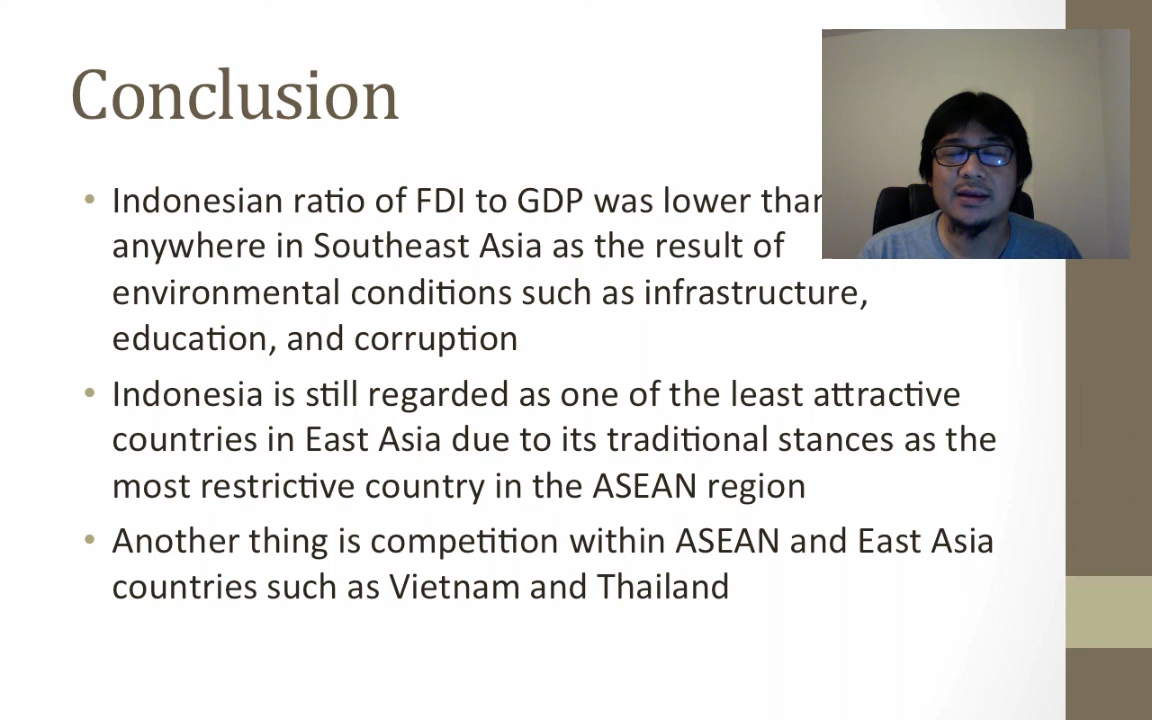 Conclusion
• Indonesian ratio of FDI to GDP was lower than
anywhere in Southeast Asia as the result of
environmental conditions such as infrastructure,
education, and corruption
• Indonesia is still regarded as one of the least attractive
countries in East Asia due to its traditional stances as the
most restrictive country in the ASEAN region
• Another thing is competition within ASEAN and East Asia
countries such as Vietnam and Thailand